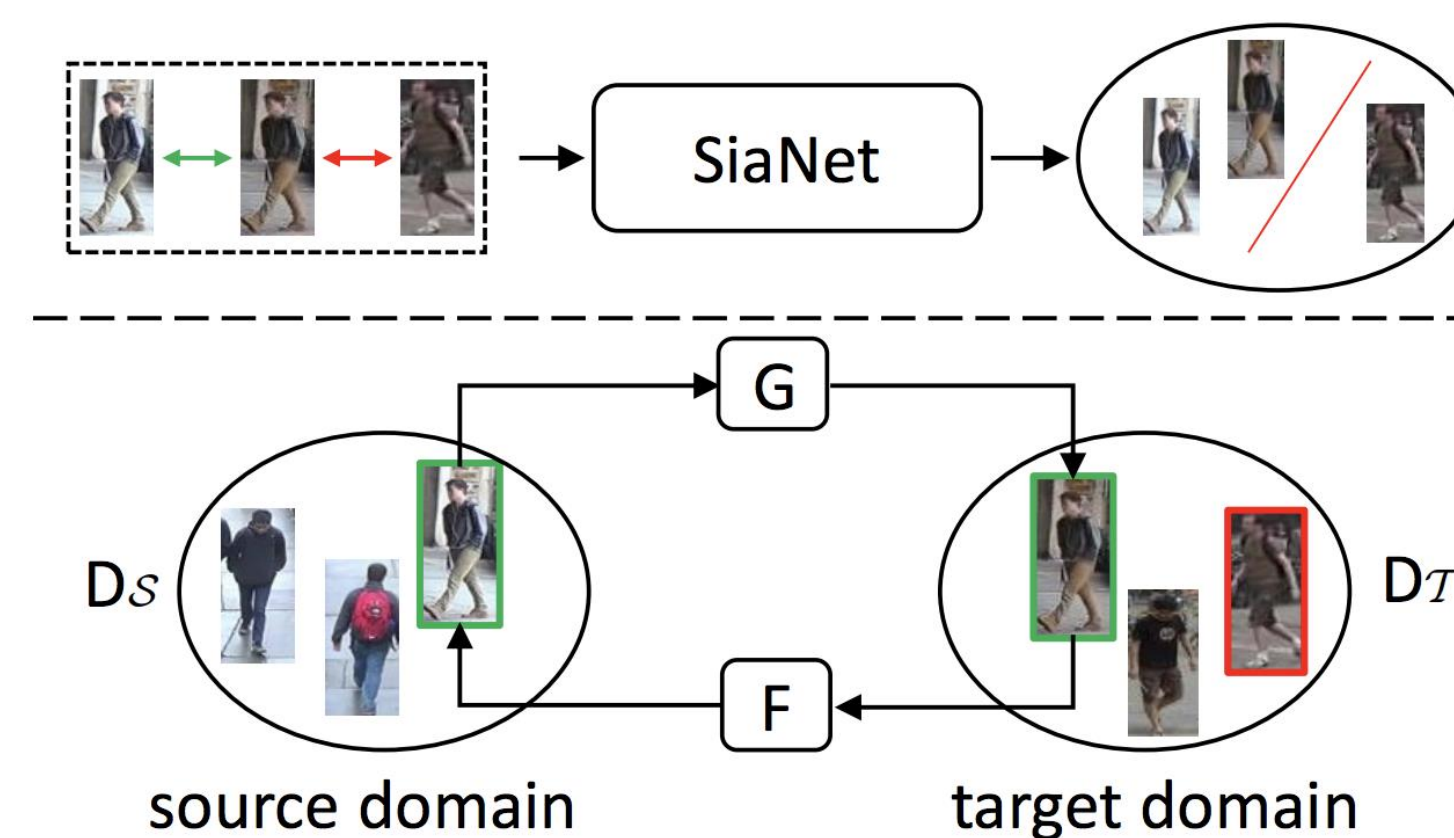 SiaNet
G
D𝒮
D𝒯
F
source domain
target domain